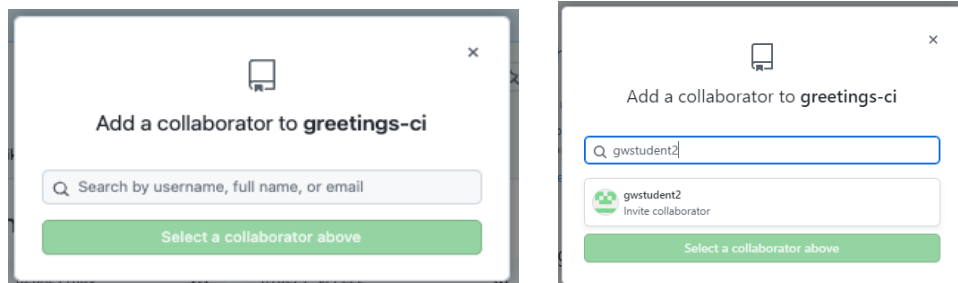 Add a collaborator to greetings-ci
Search by username, full name, or email
Select a collaborator above
Add a collaborator to greetings-ci
gwstudent2
gwstudent2
Invite collaborator
Select a collaborator above